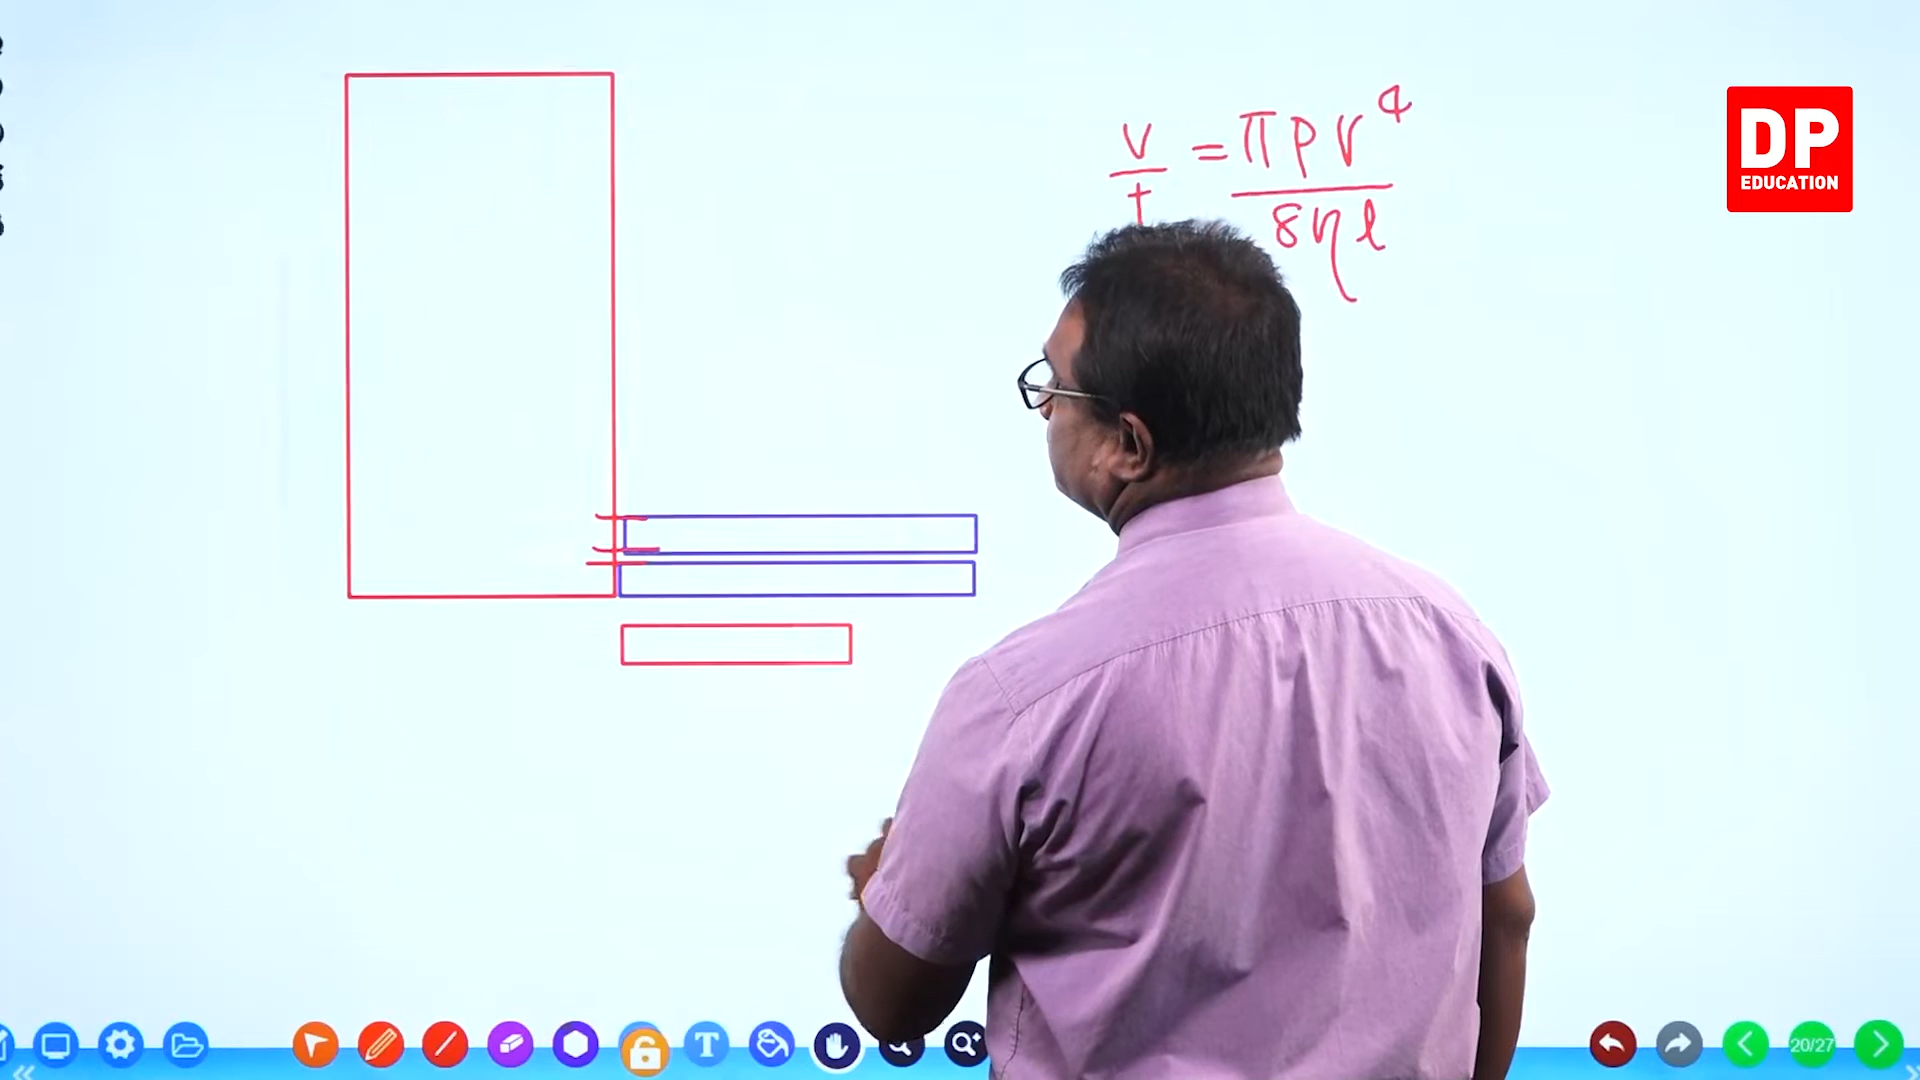 V/t = πPr⁴/8ηl
DP
EDUCATION
T
20/27